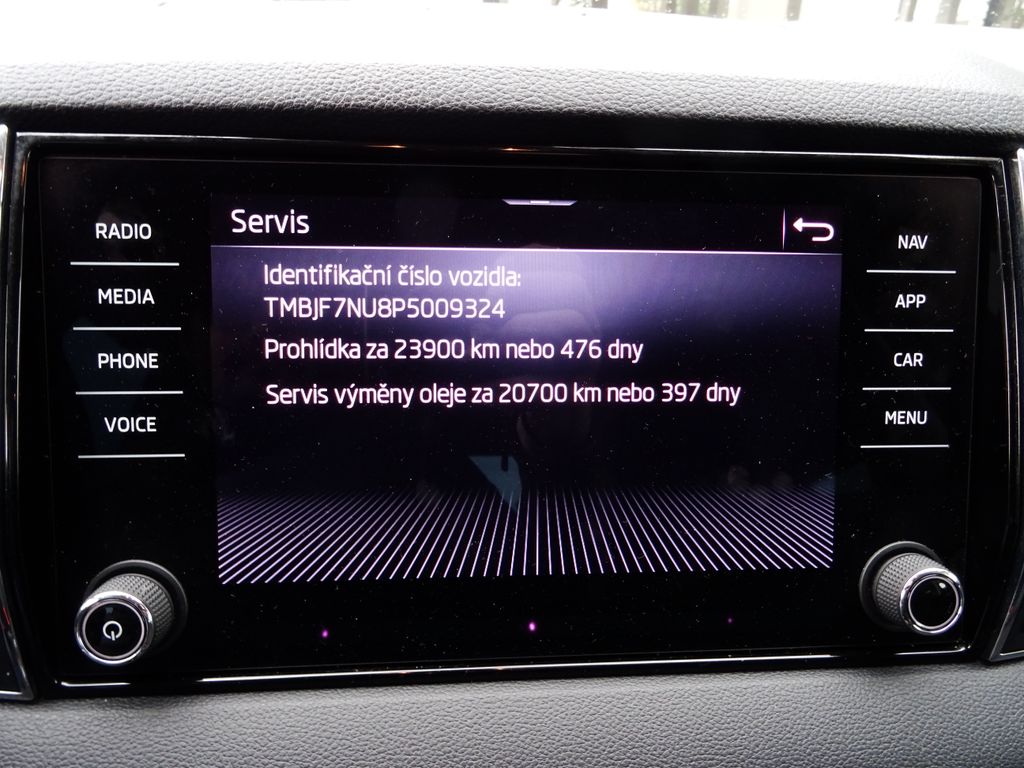 RADIO
MEDIA
PHONE
VOICE
Servis
Identifikační číslo vozidla:
TMBJF7NU8P5009324
Prohlídka za 23900 km nebo 476 dny
Servis výměny oleje za 20700 km nebo 397 dny
NAV
APP
CAR
MENU